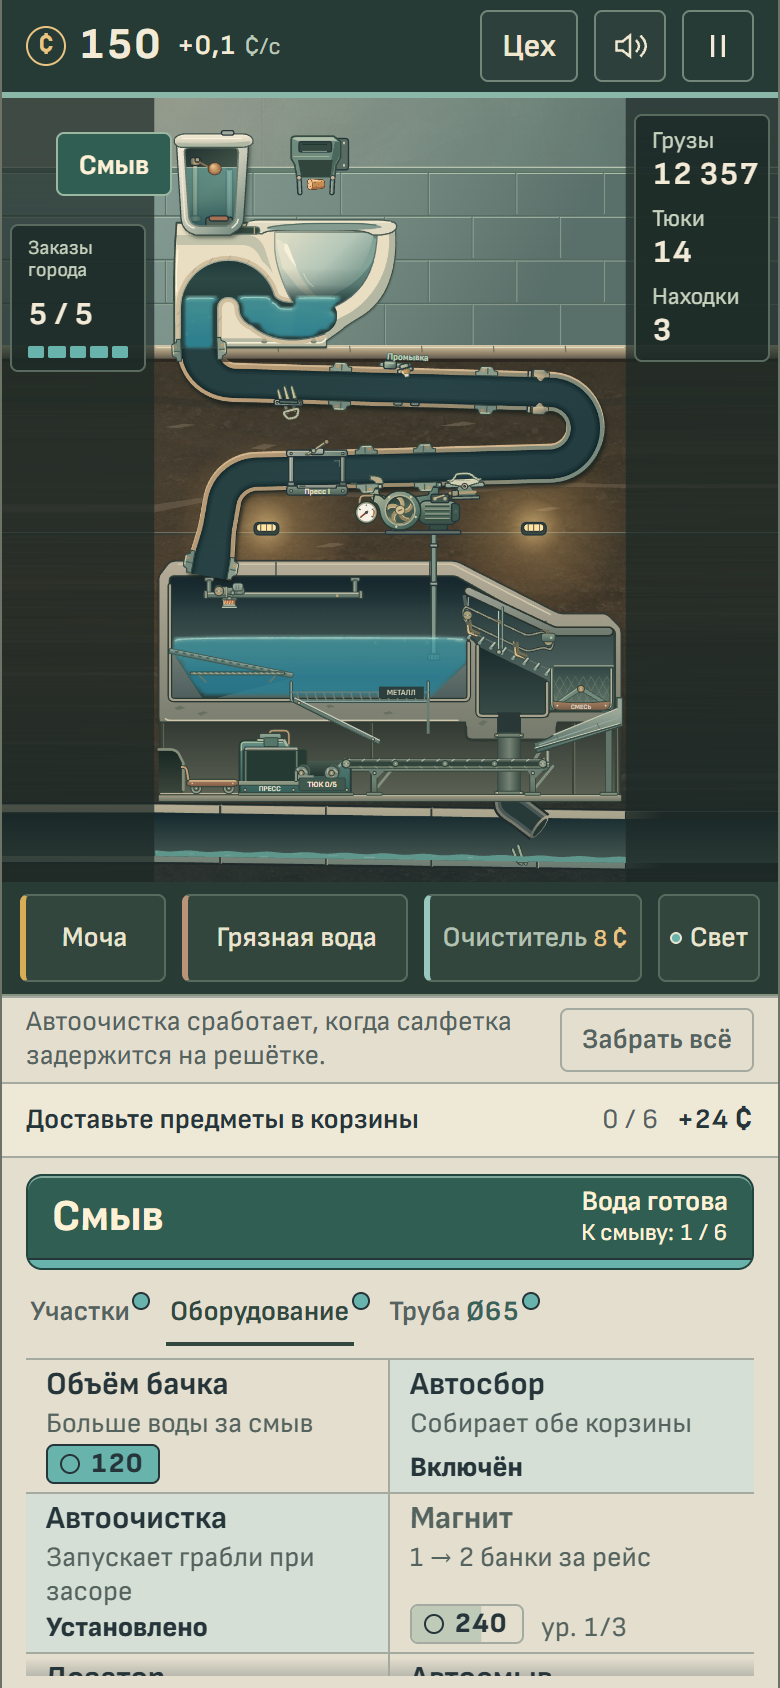 ₵ 150 +0,1 ₵/с
Цех
Смыв
Заказы
города
5 / 5
Грузы
12 357
Тюки
14
Находки
3
Промывка
Пресс I
МЕТАЛЛ
СМЕСЬ
ПРЕСС
ТЮК 0/5
Моча
Грязная вода
Очиститель 8 ₵
Свет
Автоочистка сработает, когда салфетка
задержится на решётке.
Забрать всё
Доставьте предметы в корзины
0 / 6 +24 ₵
Смыв
Вода готова
К смыву: 1 / 6
Участки
Оборудование
Труба Ø65
Объём бачка
Больше воды за смыв
120
Автосбор
Собирает обе корзины
Включён
Автоочистка
Запускает грабли при
засоре
Установлено
Магнит
1 → 2 банки за рейс
240 ур. 1/3